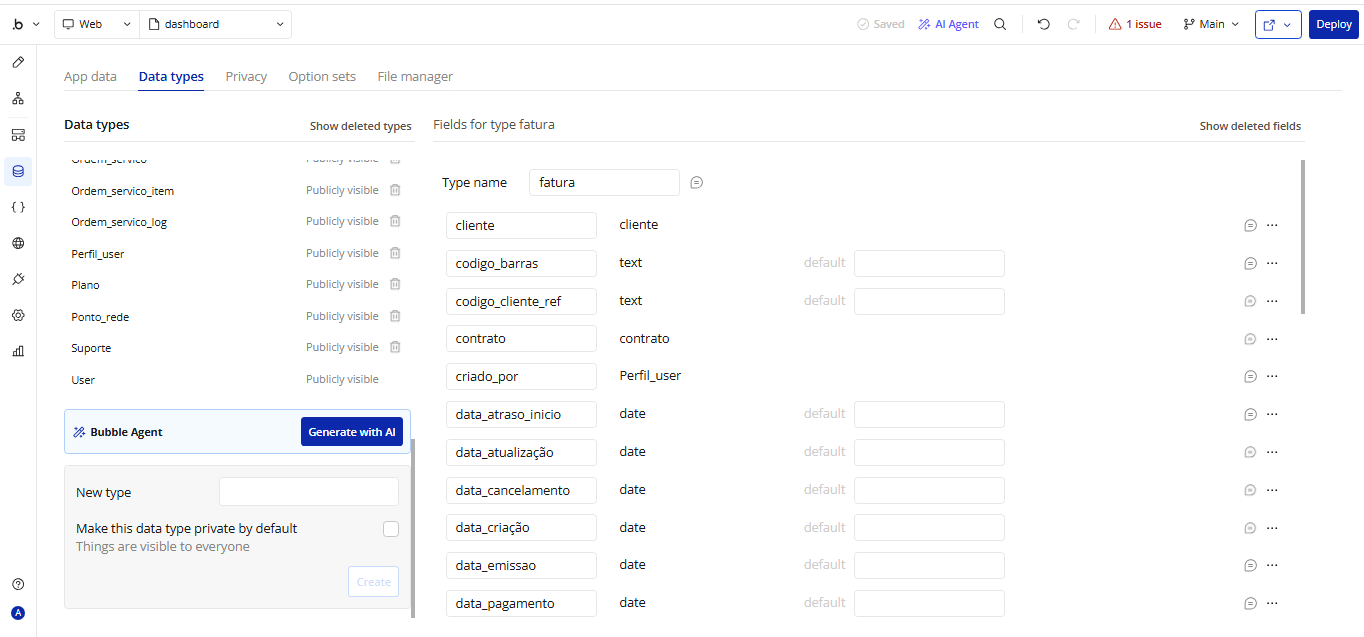 b Web dashboard Saved AI Agent 1 issue Main Deploy
App data Data types Privacy Option sets File manager
Data types Show deleted types
Ordem_servico Publicly visible
Ordem_servico_item Publicly visible
Ordem_servico_log Publicly visible
Perfil_user Publicly visible
Plano Publicly visible
Ponto_rede Publicly visible
Suporte Publicly visible
User Publicly visible
Bubble Agent Generate with AI
New type
Make this data type private by default
Things are visible to everyone
Create
A
Fields for type fatura Show deleted fields
Type name fatura
cliente cliente
codigo_barras text default
codigo_cliente_ref text default
contrato contrato
criado_por Perfil_user
data_atraso_inicio date default
data_atualização date default
data_cancelamento date default
data_criação date default
data_emissao date default
data_pagamento date default